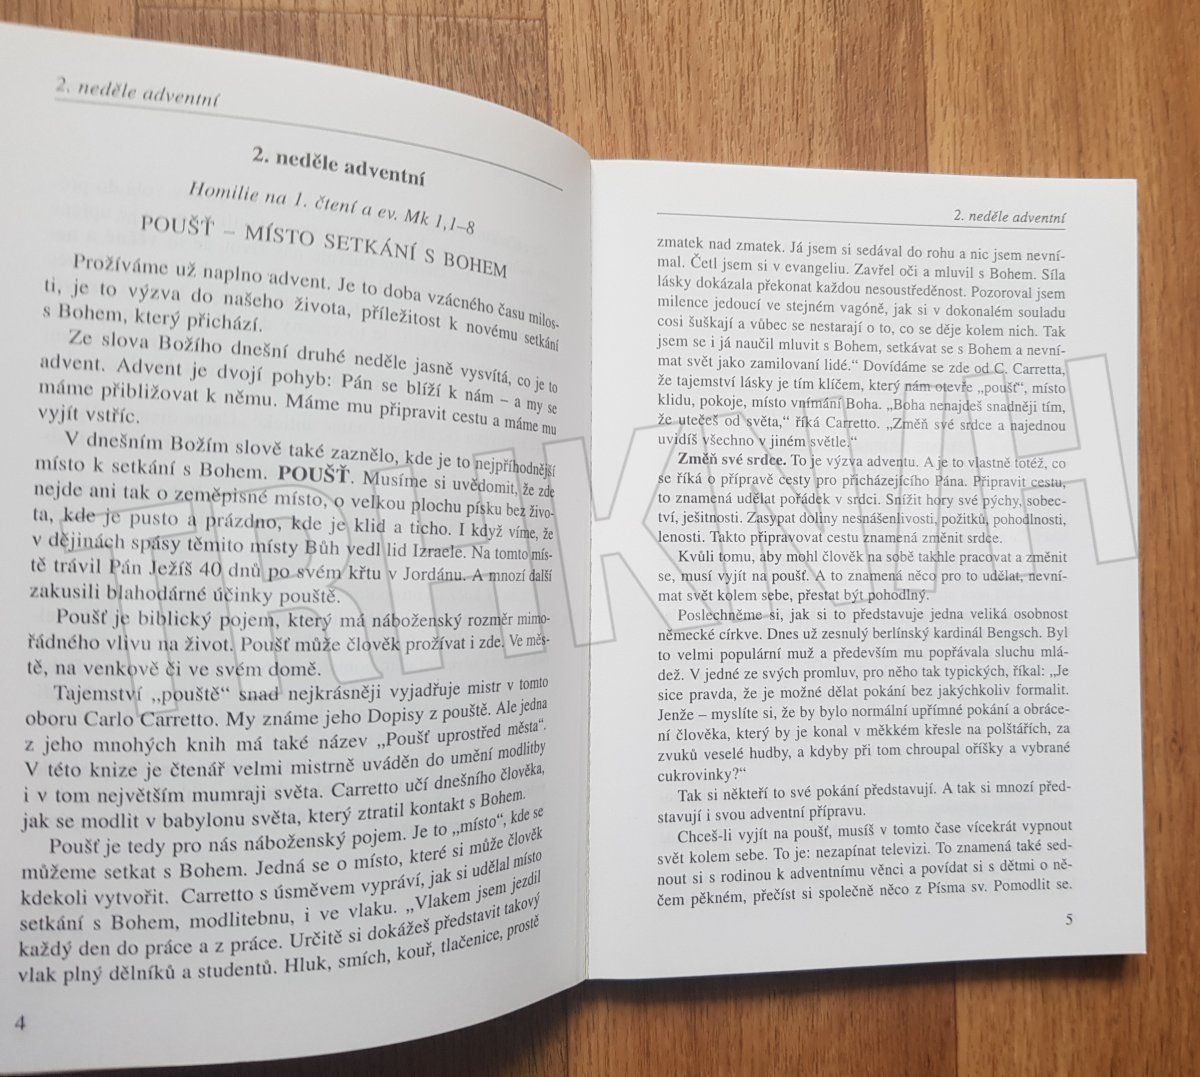 2. neděle adventní
2. neděle adventní
Homilie na 1. čtení a ev. Mk 1,1–8
POUŠŤ – MÍSTO SETKÁNÍ S BOHEM
Prožíváme už naplno advent. Je to doba vzácného času milos-
ti, je to výzva do našeho života, příležitost k novému setkání
s Bohem, který přichází.
Ze slova Božího dnešní druhé neděle jasně vysvítá, co je to
advent. Advent je dvojí pohyb: Pán se blíží k nám – a my se
máme přibližovat k němu. Máme mu připravit cestu a máme mu
vyjít vstříc.
V dnešním Božím slově také zaznělo, kde je to nejpříhodnější
místo k setkání s Bohem. POUŠŤ. Musíme si uvědomit, že zde
nejde ani tak o zeměpisné místo, o velkou plochu písku bez živo-
ta, kde je pusto a prázdno, kde je klid a ticho. I když víme, že
v dějinách spásy těmito místy Bůh vedl lid Izraele. Na tomto mís-
tě trávil Pán Ježíš 40 dnů po svém křtu v Jordánu. A mnozí další
zakusili blahodárné účinky pouště.
Poušť je biblický pojem, který má náboženský rozměr mimo-
řádného vlivu na život. Poušť může člověk prožívat i zde. Ve měs-
tě, na venkově či ve svém domě.
Tajemství „pouště“ snad nejkrásněji vyjadřuje mistr v tomto
oboru Carlo Carretto. My známe jeho Dopisy z pouště. Ale jedna
z jeho mnohých knih má také název „Poušť uprostřed města“.
V této knize je čtenář velmi mistrně uváděn do umění modlitby
i v tom největším mumraji světa. Carretto učí dnešního člověka,
jak se modlit v babylonu světa, který ztratil kontakt s Bohem.
Poušť je tedy pro nás náboženský pojem. Je to „místo“, kde se
můžeme setkat s Bohem. Jedná se o místo, které si může člověk
kdekoli vytvořit. Carretto s úsměvem vypráví, jak si udělal místo
setkání s Bohem, modlitebnu, i ve vlaku. „Vlakem jsem jezdil
každý den do práce a z práce. Určitě si dokážeš představit takový
vlak plný dělníků a studentů. Hluk, smích, kouř, tlačenice, prostě
4
2. neděle adventní
zmatek nad zmatek. Já jsem si sedával do rohu a nic jsem nevní-
mal. Četl jsem si v evangeliu. Zavřel oči a mluvil s Bohem. Síla
lásky dokázala překonat každou nesoustředěnost. Pozoroval jsem
milence jedoucí ve stejném vagóně, jak si v dokonalém souladu
cosi šuškají a vůbec se nestarají o to, co se děje kolem nich. Tak
jsem se i já naučil mluvit s Bohem, setkávat se s Bohem a nevní-
mat svět jako zamilovaní lidé.“ Dovídáme se zde od C. Carretta,
že tajemství lásky je tím klíčem, který nám otevře „poušť“, místo
klidu, pokoje, místo vnímání Boha. „Boha nenajdeš snadněji tím,
že utečeš od světa,“ říká Carretto. „Změň své srdce a najednou
uvidíš všechno v jiném světle.“
Změň své srdce. To je výzva adventu. A je to vlastně totéž, co
se říká o přípravě cesty pro přicházejícího Pána. Připravit cestu,
to znamená udělat pořádek v srdci. Snížit hory své pýchy, sobec-
tví, ješitnosti. Zasypat doliny nesnášenlivosti, požitků, pohodlnosti,
lenosti. Takto připravovat cestu znamená změnit srdce.
Kvůli tomu, aby mohl člověk na sobě takhle pracovat a změnit
se, musí vyjít na poušť. A to znamená něco pro to udělat, nevní-
mat svět kolem sebe, přestat být pohodlný.
Poslechněme si, jak si to představuje jedna veliká osobnost
německé církve. Dnes už zesnulý berlínský kardinál Bengsch. Byl
to velmi populární muž a především mu popřávala sluchu mlá-
dež. V jedné ze svých promluv, pro něho tak typických, říkal: „Je
sice pravda, že je možné dělat pokání bez jakýchkoliv formalit.
Jenže – myslíte si, že by bylo normální upřímné pokání a obráce-
ní člověka, který by je konal v měkkém křesle na polštářích, za
zvuků veselé hudby, a kdyby při tom chroupal oříšky a vybrané
cukrovinky?“
Tak si někteří to své pokání představují. A tak si mnozí před-
stavují i svou adventní přípravu.
Chceš-li vyjít na poušť, musíš v tomto čase vícekrát vypnout
svět kolem sebe. To je: nezapínat televizi. To znamená také sed-
nout si s rodinou k adventnímu věnci a povídat si s dětmi o ně-
čem pěkném, přečíst si společně něco z Písma sv. Pomodlit se.
5
TRHKNIH